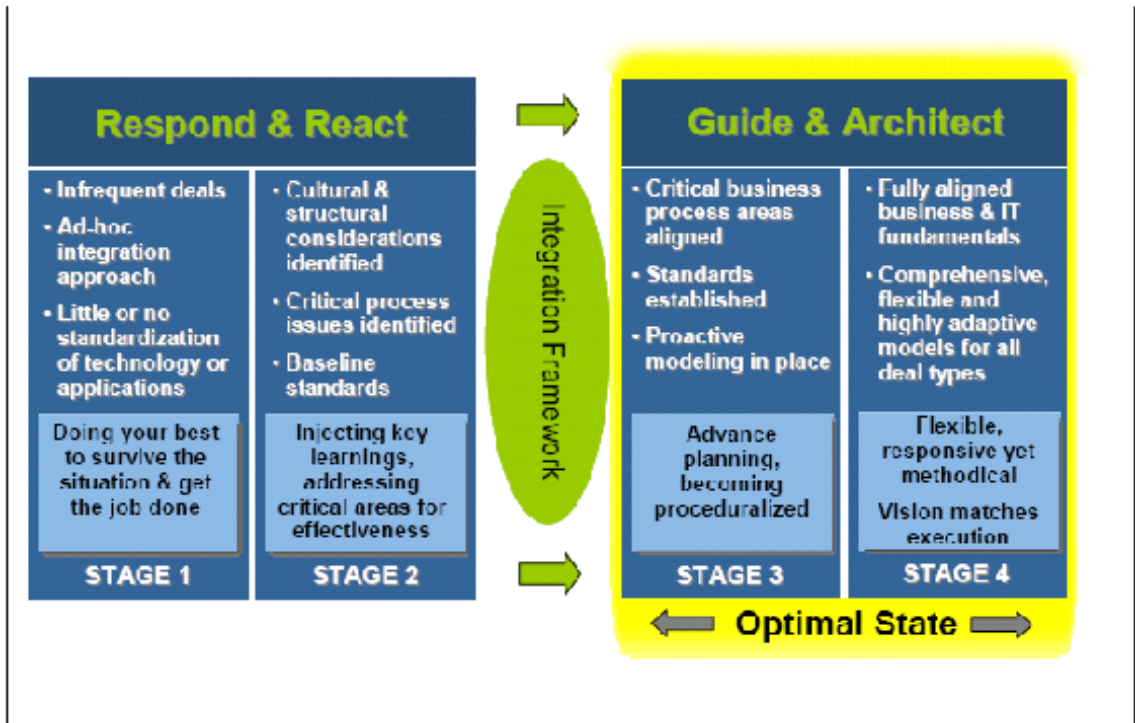 Respond & React
• Infrequent deals
• Ad-hoc
integration
approach
• Little or no
standardization
of technology or
applications
Doing your best
to survive the
situation & get
the job done
STAGE 1
• Cultural &
structural
considerations
identified
• Critical process
issues identified
• Baseline
standards
Injecting key
learnings,
addressing
critical areas for
effectiveness
STAGE 2
Integration Framework
Guide & Architect
• Critical business
process areas
aligned
• Standards
established
• Proactive
modeling in place
Advance
planning,
becoming
proceduralized
STAGE 3
• Fully aligned
business & IT
fundamentals
• Comprehensive,
flexible and
highly adaptive
models for all
deal types
Flexible,
responsive yet
methodical
Vision matches
execution
STAGE 4
Optimal State